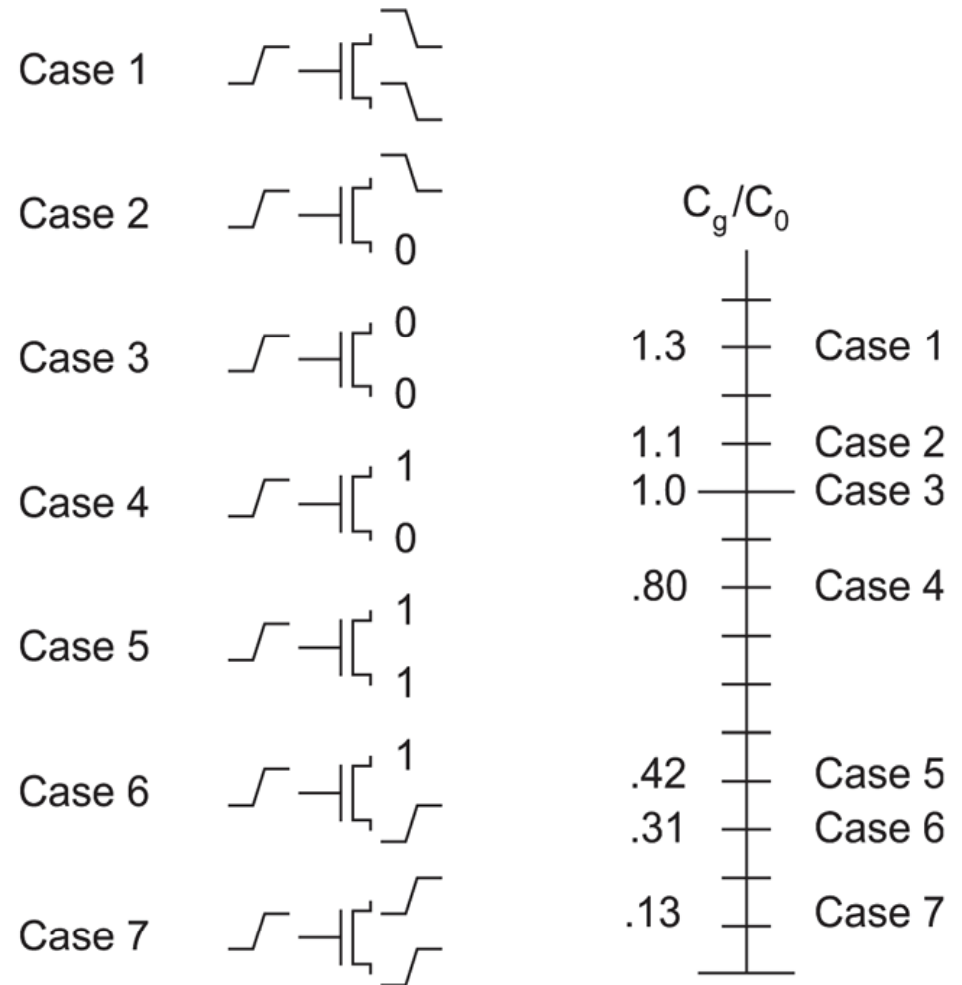 Case 1
Case 2
0
Case 3
0
0
Case 4
1
0
Case 5
1
1
Case 6
1
Case 7
Cg/C0
1.3 Case 1
1.1 Case 2
1.0 Case 3
.80 Case 4
.42 Case 5
.31 Case 6
.13 Case 7